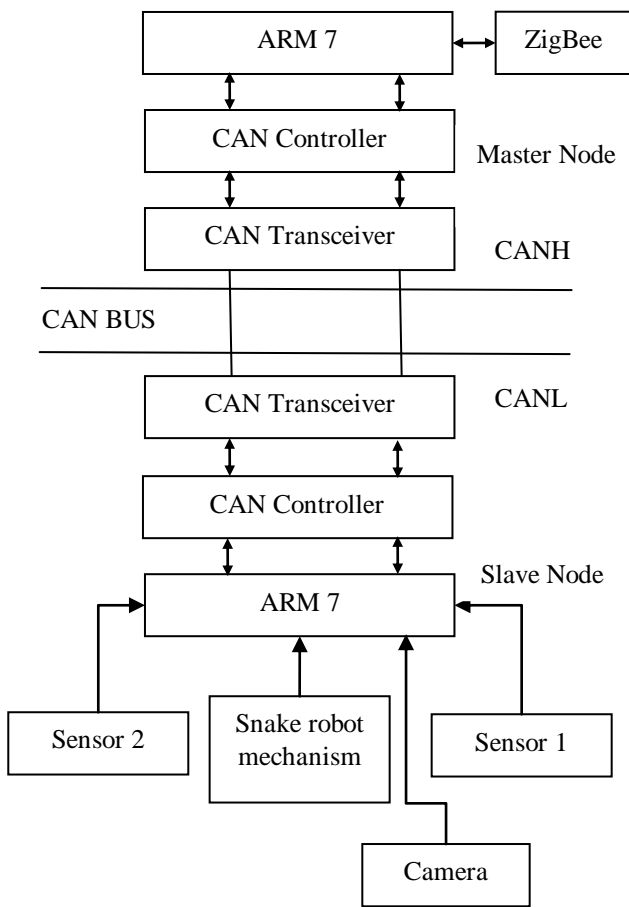 ARM 7
ZigBee
CAN Controller
Master Node
CAN Transceiver
CANH
CAN BUS
CAN Transceiver
CANL
CAN Controller
Slave Node
ARM 7
Sensor 2
Snake robot
mechanism
Sensor 1
Camera